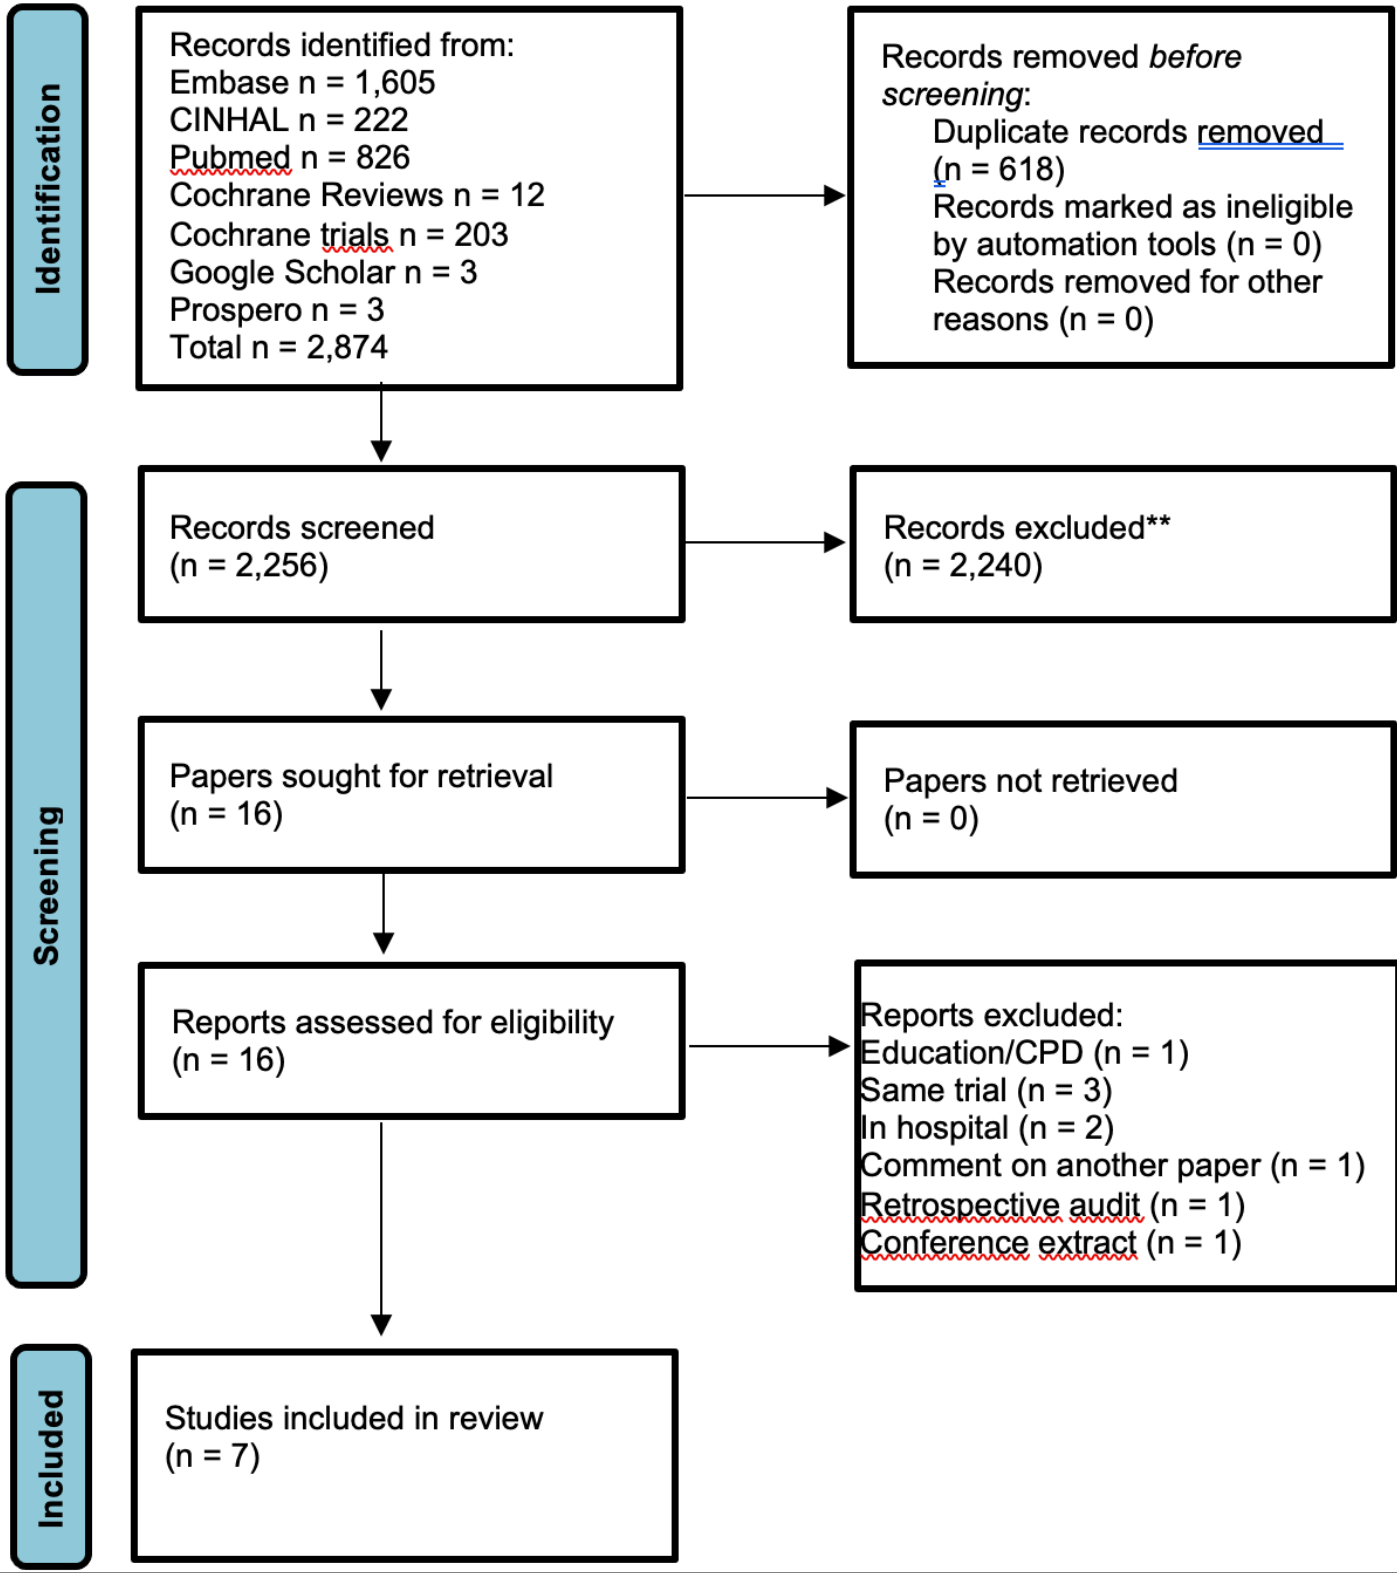 Identification
Records identified from:
Embase n = 1,605
CINHAL n = 222
Pubmed n = 826
Cochrane Reviews n = 12
Cochrane trials n = 203
Google Scholar n = 3
Prospero n = 3
Total n = 2,874
Records removed before
screening:
Duplicate records removed
(n = 618)
Records marked as ineligible
by automation tools (n = 0)
Records removed for other
reasons (n = 0)
Screening
Records screened
(n = 2,256)
Records excluded**
(n = 2,240)
Papers sought for retrieval
(n = 16)
Papers not retrieved
(n = 0)
Reports assessed for eligibility
(n = 16)
Reports excluded:
Education/CPD (n = 1)
Same trial (n = 3)
In hospital (n = 2)
Comment on another paper (n = 1)
Retrospective audit (n = 1)
Conference extract (n = 1)
Included
Studies included in review
(n = 7)